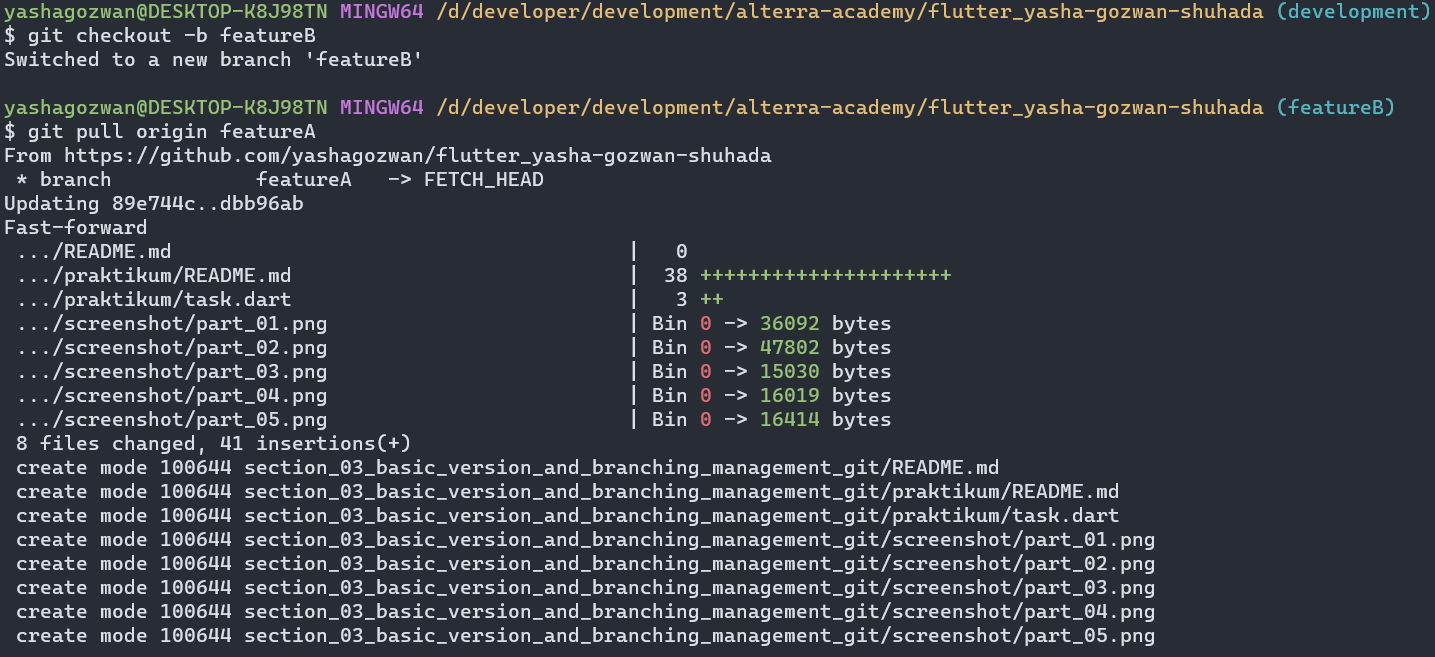 yashagozwan@DESKTOP-K8J98TN MINGW64 /d/developer/development/alterra-academy/flutter_yasha-gozwan-shuhada (development)
$ git checkout -b featureB
Switched to a new branch 'featureB'

yashagozwan@DESKTOP-K8J98TN MINGW64 /d/developer/development/alterra-academy/flutter_yasha-gozwan-shuhada (featureB)
$ git pull origin featureA
From https://github.com/yashagozwan/flutter_yasha-gozwan-shuhada
 * branch            featureA   -> FETCH_HEAD
Updating 89e744c..dbb96ab
Fast-forward
 .../README.md                                      |   0
 .../praktikum/README.md                            |  38 +++++++++++++++++++++
 .../praktikum/task.dart                            |   3 ++
 .../screenshot/part_01.png                         | Bin 0 -> 36092 bytes
 .../screenshot/part_02.png                         | Bin 0 -> 47802 bytes
 .../screenshot/part_03.png                         | Bin 0 -> 15030 bytes
 .../screenshot/part_04.png                         | Bin 0 -> 16019 bytes
 .../screenshot/part_05.png                         | Bin 0 -> 16414 bytes
 8 files changed, 41 insertions(+)
 create mode 100644 section_03_basic_version_and_branching_management_git/README.md
 create mode 100644 section_03_basic_version_and_branching_management_git/praktikum/README.md
 create mode 100644 section_03_basic_version_and_branching_management_git/praktikum/task.dart
 create mode 100644 section_03_basic_version_and_branching_management_git/screenshot/part_01.png
 create mode 100644 section_03_basic_version_and_branching_management_git/screenshot/part_02.png
 create mode 100644 section_03_basic_version_and_branching_management_git/screenshot/part_03.png
 create mode 100644 section_03_basic_version_and_branching_management_git/screenshot/part_04.png
 create mode 100644 section_03_basic_version_and_branching_management_git/screenshot/part_05.png